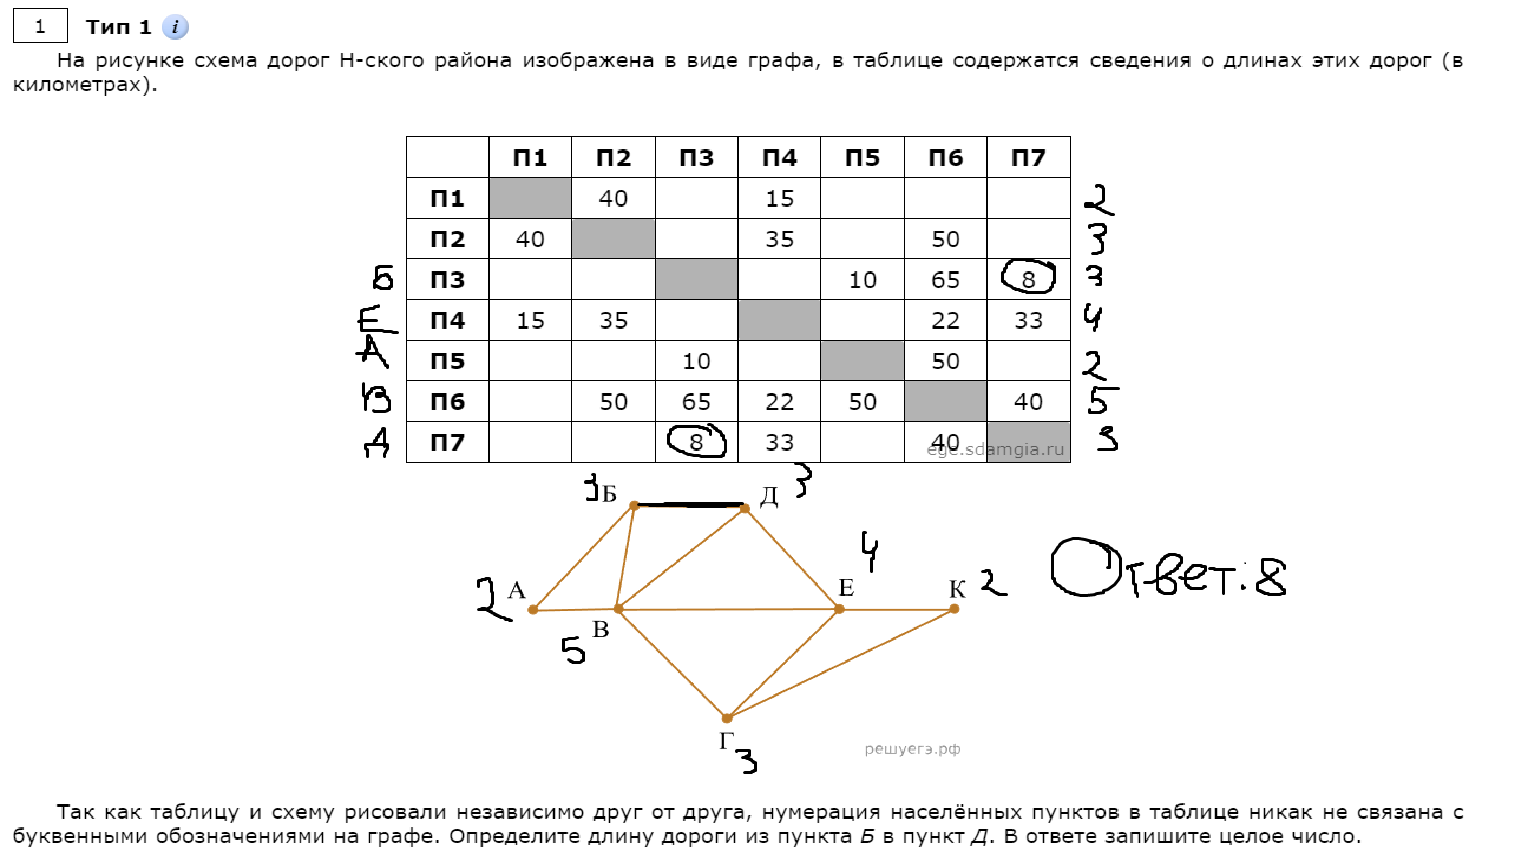 1 Тип 1 i
На рисунке схема дорог Н-ского района изображена в виде графа, в таблице содержатся сведения о длинах этих дорог (в
километрах).
П1 П2 П3 П4 П5 П6 П7
П1 40 15 2
П2 40 35 50 3
Б П3 10 65 8 3
Е П4 15 35 22 33 4
А П5 10 50 2
В П6 50 65 22 50 40 5
Д П7 8 33 40 3
ege.sdamgia.ru
3 Б Д 3
4
2 А Е К 2
Ответ: 8
В
5
Г
3
решуегэ.рф
Так как таблицу и схему рисовали независимо друг от друга, нумерация населённых пунктов в таблице никак не связана с
буквенными обозначениями на графе. Определите длину дороги из пункта Б в пункт Д. В ответе запишите целое число.